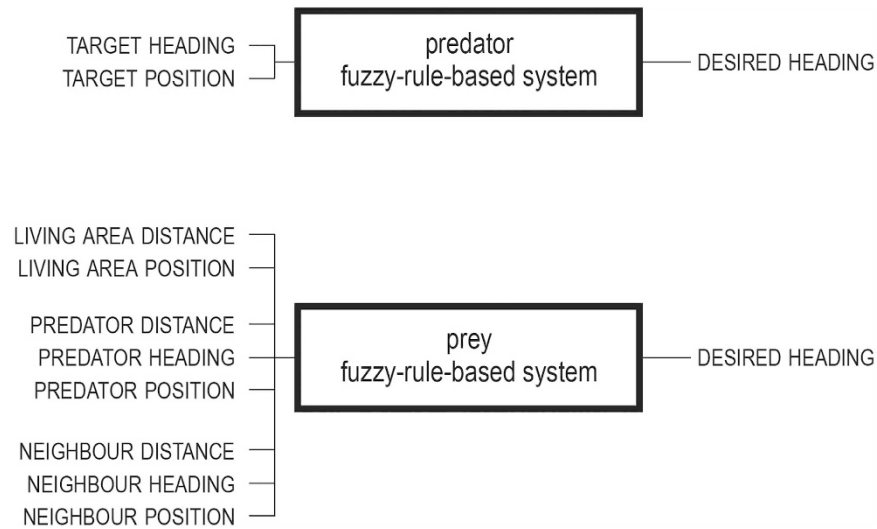 TARGET HEADING
TARGET POSITION
predator
fuzzy-rule-based system
DESIRED HEADING
LIVING AREA DISTANCE
LIVING AREA POSITION
PREDATOR DISTANCE
PREDATOR HEADING
PREDATOR POSITION
NEIGHBOUR DISTANCE
NEIGHBOUR HEADING
NEIGHBOUR POSITION
prey
fuzzy-rule-based system
DESIRED HEADING